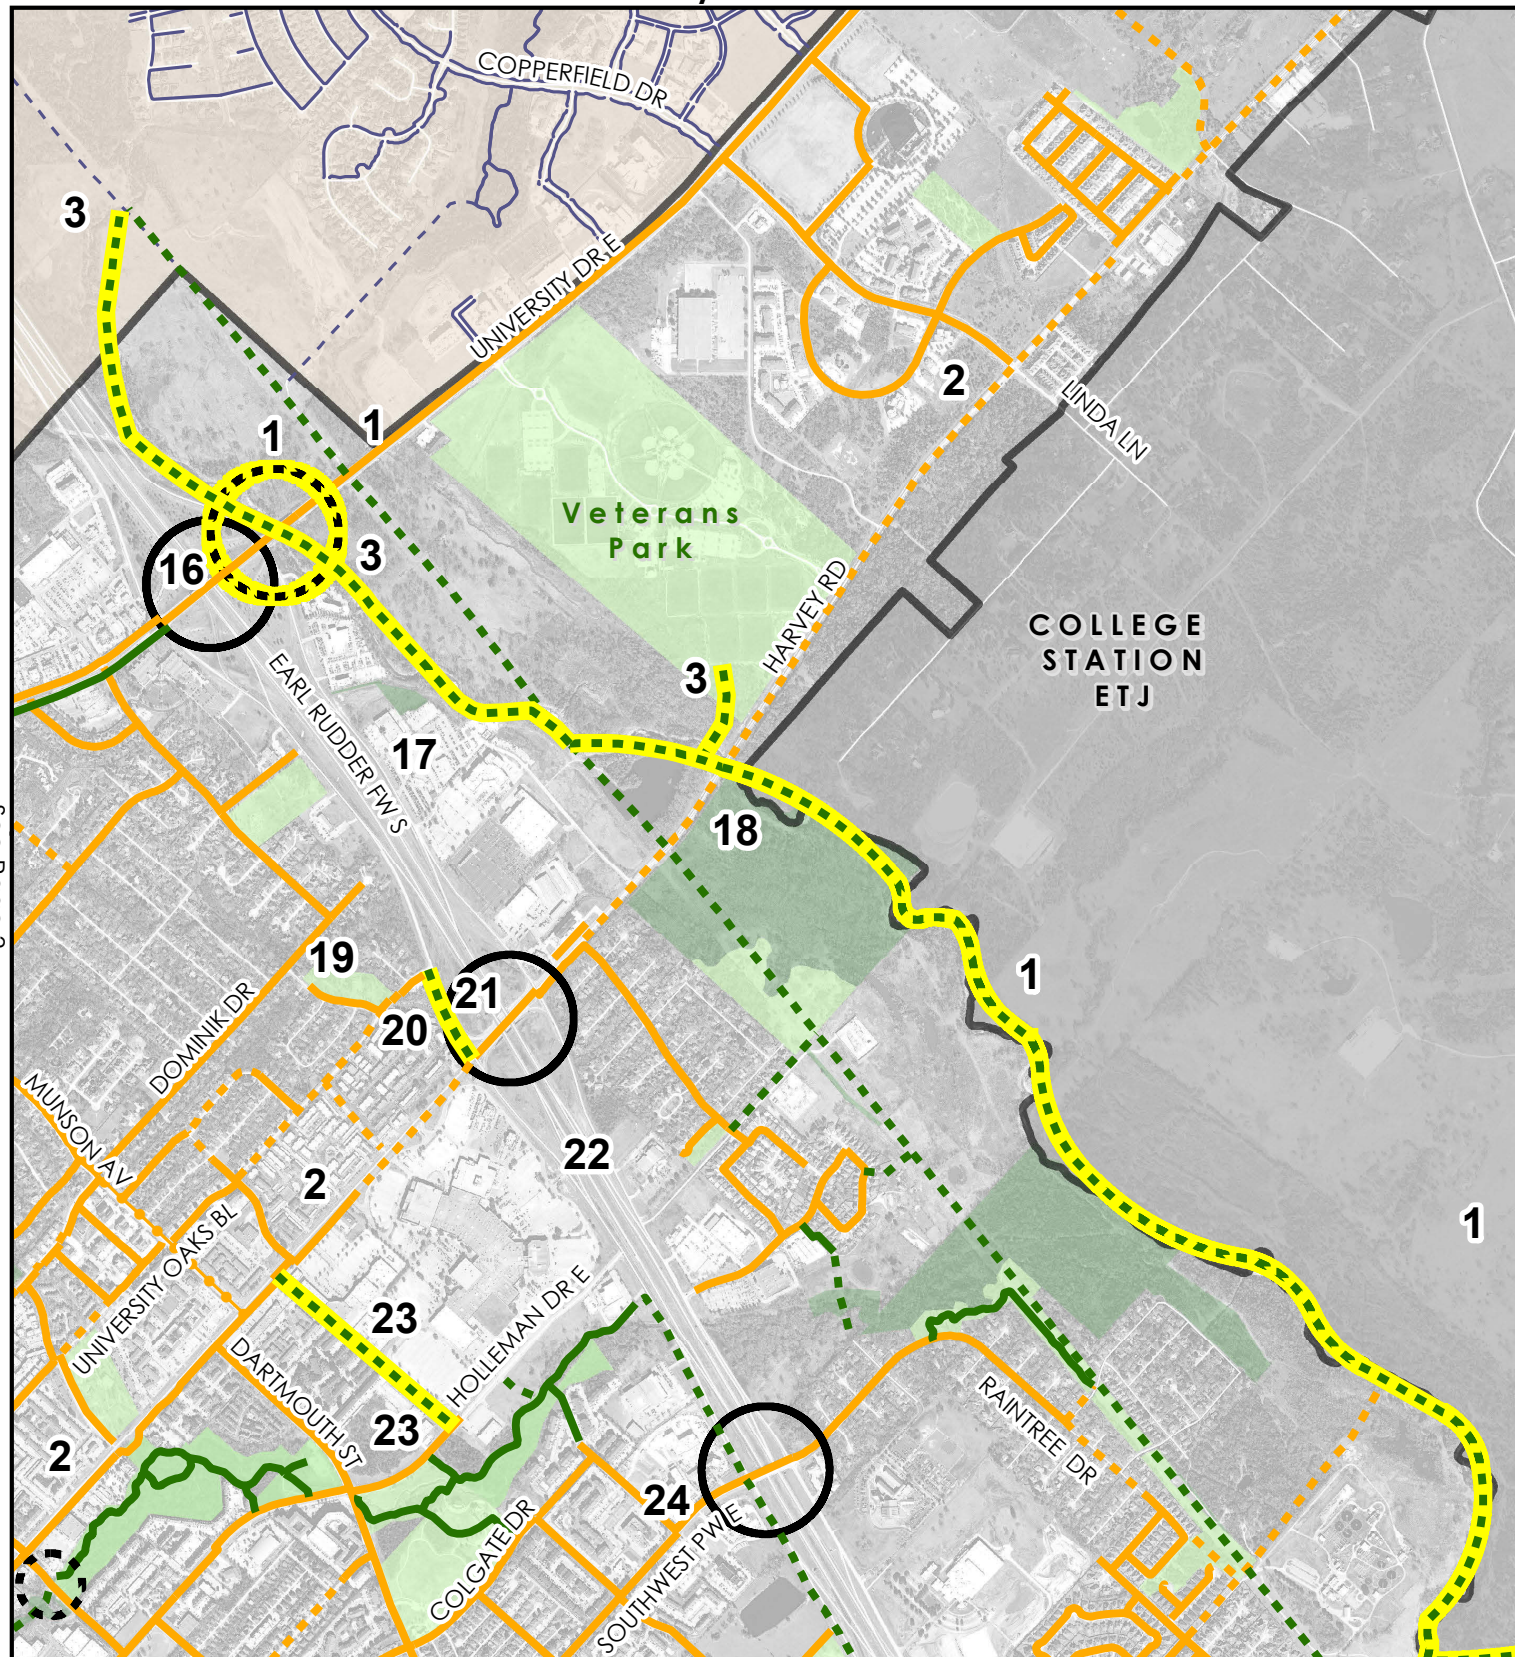 COPPERFIELD DR
3
UNIVERSITY DR E
2
LINDA LN
1
1
Veterans
Park
16
3
HARVEY RD
COLLEGE
STATION
ETJ
3
EARL RUDDER FW S
17
18
19
21
1
20
DOMINIK DR
MUNSON AV
22
2
1
UNIVERSITY OAKS BL
23
HOLLEMAN DR E
DARTMOUTH ST
RAINTREE DR
23
2
24
COLGATE DR
SOUTHWEST PW E